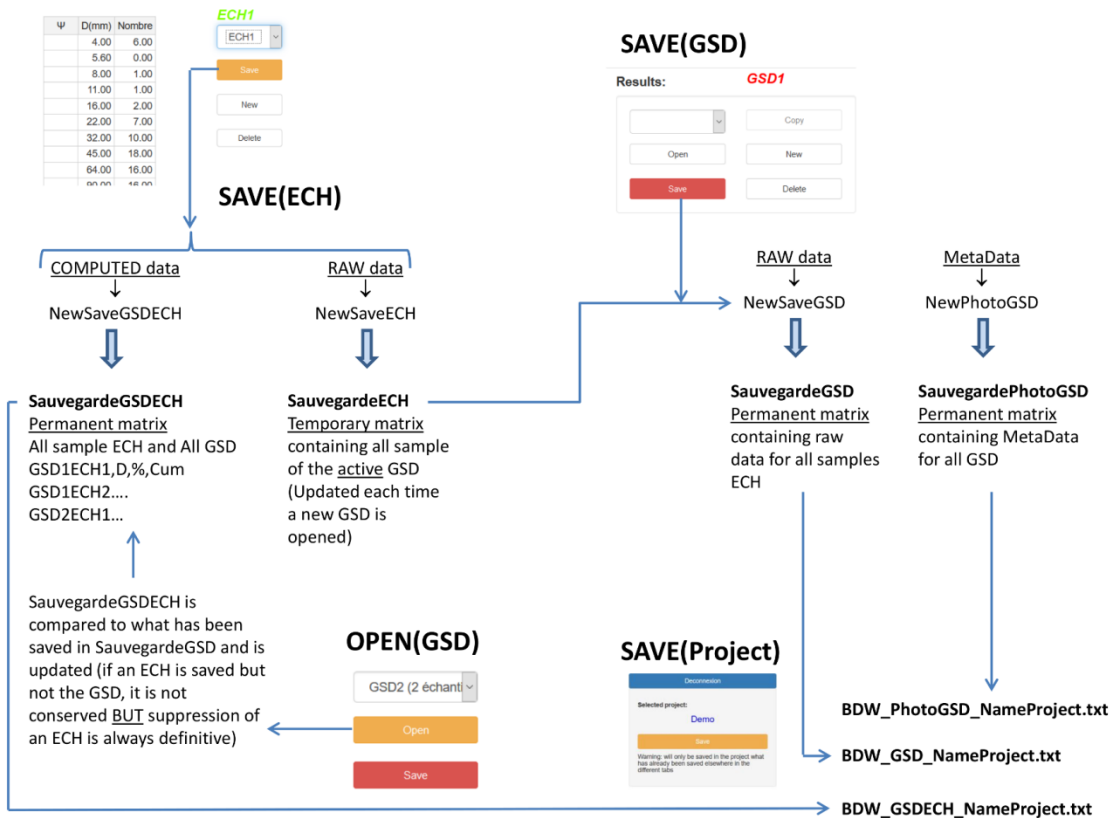 Ψ D(mm) Nombre
4.00 6.00
5.60 0.00
8.00 1.00
11.00 1.00
16.00 2.00
22.00 7.00
32.00 10.00
45.00 18.00
64.00 16.00
90.00 16.00
ECH1
ECH1
Save
New
Delete
SAVE(ECH)
SAVE(GSD)
Results: GSD1
Copy
Open New
Save Delete
COMPUTED data
NewSaveGSDECH
RAW data
NewSaveECH
RAW data
NewSaveGSD
MetaData
NewPhotoGSD
SauvegardeGSDECH
Permanent matrix
All sample ECH and All GSD
GSD1ECH1,D,%,Cum
GSD1ECH2....
GSD2ECH1...
SauvegardeECH
Temporary matrix
containing all sample
of the active GSD
(Updated each time
a new GSD is
opened)
SauvegardeGSD
Permanent matrix
containing raw
data for all samples
ECH
SauvegardePhotoGSD
Permanent matrix
containing MetaData
for all GSD
SauvegardeGSDECH is
compared to what has been
saved in SauvegardeGSD and is
updated (if an ECH is saved but
not the GSD, it is not
conserved BUT suppression of
an ECH is always definitive)
OPEN(GSD)
GSD2 (2 échanti
Open
Save
SAVE(Project)
Deconnexion
Selected project:
Demo
Save
Warning: will only be saved in the project what
has already been saved elsewhere in the
different tabs
BDW_PhotoGSD_NameProject.txt
BDW_GSD_NameProject.txt
BDW_GSDECH_NameProject.txt